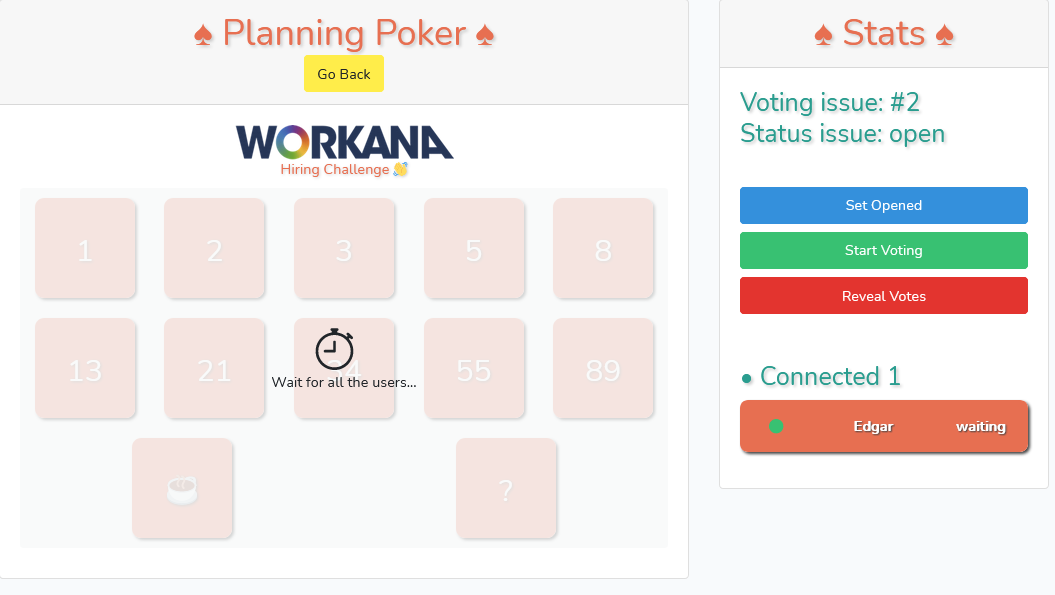 ♠ Planning Poker ♠
Go Back
WORKANA
Hiring Challenge 👋
1 2 3 5 8
13 21 34 55 89
Wait for all the users...
?
♠ Stats ♠
Voting issue: #2
Status issue: open
Set Opened
Start Voting
Reveal Votes
• Connected 1
Edgar waiting